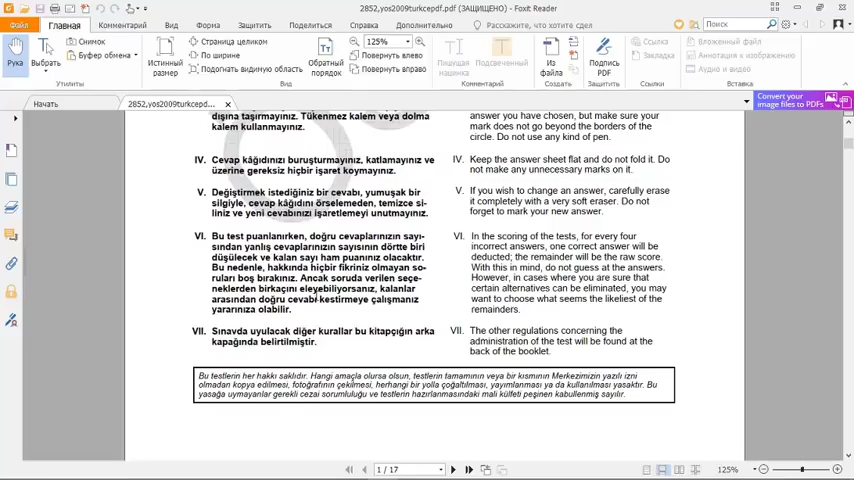 2852,yos2009turkcepdf.pdf (ЗАЩИЩЕНО) - Foxit Reader
Файл Главная Комментарий Вид Форма Защитить Поделиться Справка Дополнительно Расскажите, что хотите сдел Поиск
Рука
Выбрать
Снимок
Буфер обмена
Утилиты
Истинный размер
Страница целиком
По ширине
Подогнать видимую область
Обратный порядок
125%
Повернуть влево
Повернуть вправо
Вид
Пишущая машинка
Подсвеченный
Комментарий
Из файла
Создать
Подпись PDF
Защитить
Ссылка
Закладка
Ссылки
Вложенный файл
Аннотация к изображению
Аудио и видео
Вставить
Начать
2852,yos2009turkcepd...
Convert your
image files to PDFs
dışına taşırmayınız. Tükenmez kalem veya dolma
kalem kullanmayınız.
IV. Cevap kâğıdınızı buruşturmayınız, katlamayınız ve
üzerine gereksiz hiçbir işaret koymayınız.
V. Değiştirmek istediğiniz bir cevabı, yumuşak bir
silgiyle, cevap kâğıdını örselemeden, temizce si-
liniz ve yeni cevabınızı işaretlemeyi unutmayınız.
VI. Bu test puanlanırken, doğru cevaplarınızın sayı-
sından yanlış cevaplarınızın sayısının dörtte biri
düşülecek ve kalan sayı ham puanınız olacaktır.
Bu nedenle, hakkında hiçbir fikriniz olmayan so-
ruları boş bırakınız. Ancak soruda verilen seçe-
neklerden birkaçını eleyebiliyorsanız, kalanlar
arasından doğru cevabı kestirmeye çalışmanız
yararınıza olabilir.
VII. Sınavda uyulacak diğer kurallar bu kitapçığın arka
kapağında belirtilmiştir.
answer you have chosen, but make sure your
mark does not go beyond the borders of the
circle. Do not use any kind of pen.
IV. Keep the answer sheet flat and do not fold it. Do
not make any unnecessary marks on it.
V. If you wish to change an answer, carefully erase
it completely with a very soft eraser. Do not
forget to mark your new answer.
VI. In the scoring of the tests, for every four
incorrect answers, one correct answer will be
deducted; the remainder will be the raw score.
With this in mind, do not guess at the answers.
However, in cases where you are sure that
certain alternatives can be eliminated, you may
want to choose what seems the likeliest of the
remainders.
VII. The other regulations concerning the
administration of the test will be found at the
back of the booklet.
Bu testlerin her hakkı saklıdır. Hangi amaçla olursa olsun, testlerin tamamının veya bir kısmının Merkezimizin yazılı izni
olmadan kopya edilmesi, fotoğrafının çekilmesi, herhangi bir yolla çoğaltılması, yayımlanması ya da kullanılması yasaktır. Bu
yasağa uymayanlar gerekli cezai sorumluluğu ve testlerin hazırlanmasındaki mali külfeti peşinen kabullenmiş sayılır.
1 / 17
125%